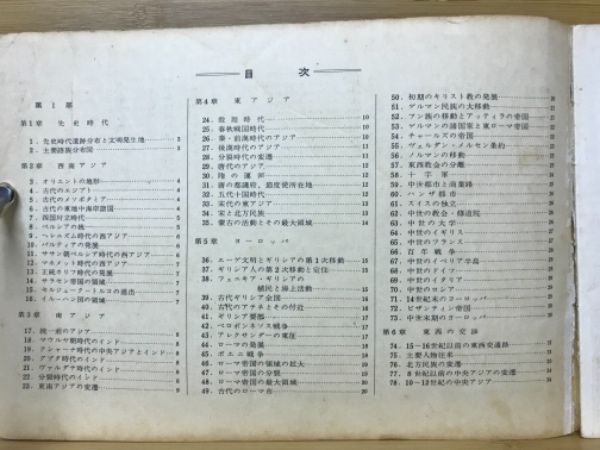 目次
第1部
第1章 先史時代
1. 先史時代遺跡分布と文明発生地
2. 主要語族分布図
第2章 西南アジア
3. オリエントの地形
4. 古代のエジプト
5. 古代のメソポタミア
6. 古代の東地中海岸諸国
7. 四国対立時代
8. ペルシアの統一
9. ヘレニズム時代の西アジア
10. パルティアの発展
11. ササン朝ペルシア時代の西アジア
12. マホメット時代の西アジア
13. 正統カリフ時代の発展
14. サラセン帝国の領域
15. セルジューク=トルコの進出
16. イル=ハン国の領域
第3章 南アジア
17. 統一前のアジア
18. マウルヤ朝時代のインド
19. クシャーナ時代の中央アジアとインド
20. グプタ時代のインド
21. ヴァルダナ時代のインド
22. 分裂時代のインド
23. 東南アジアの変遷
第4章 東アジア
24. 殷周時代
25. 春秋戦国時代
26. 秦・前漢時代のアジア
27. 後漢時代のアジア
28. 分裂時代の変遷
29. 唐代のアジア
30. 隋の運河
31. 唐の都護府、節度使所在地
32. 五代十国時代
33. 宋代の東アジア
34. 宋と北方民族
35. 蒙古の活動とその最大領域
第5章 ヨーロッパ
36. エーゲ文明とギリシアの第1次移動
37. ギリシア人の第2次移動と定住
38. フェニキア・ギリシアの
植民と海上活動
39. 古代ギリシア全図
40. 古代のアテネとその付近
41. ギリシア要部
42. ペロポンネソス戦争
43. アレクサンダーの東征
44. ローマの発展
45. ポエニ戦争
46. ローマ帝国の領域の拡大
47. ローマ帝国の分裂
48. ローマ帝国の最大領域
49. 古代のローマ市
50. 初期のキリスト教の発展
51. ゲルマン民族の大移動
52. フン族の移動とアッティラの帝国
53. ゲルマンの諸国家と東ローマ帝国
54. チャールズの帝国
55. ヴェルダン・メルセン条約
56. ノルマンの移動
57. 東西教会の分離
58. 十字軍
59. 中世都市と商業路
60. ハンザ都市
61. スイスの独立
62. 中世の教会・修道院
63. 中世の大学
64. 中世のイギリス
65. 中世のフランス
66. 百年戦争
67. 中世のイベリア半島
68. 中世のドイツ
69. 中世のイタリア
70. 中世のロシア
71. 14世紀末のヨーロッパ
72. ビザンティン帝国
73. 中世末期のヨーロッパ
第6章 東西の交渉
74. 15～16世紀以前の東西交通路
75. 主要人物往来
76. 北方民族の変遷
77. 8世紀以前の中央アジアの変遷
78. 10～12世紀の中央アジア